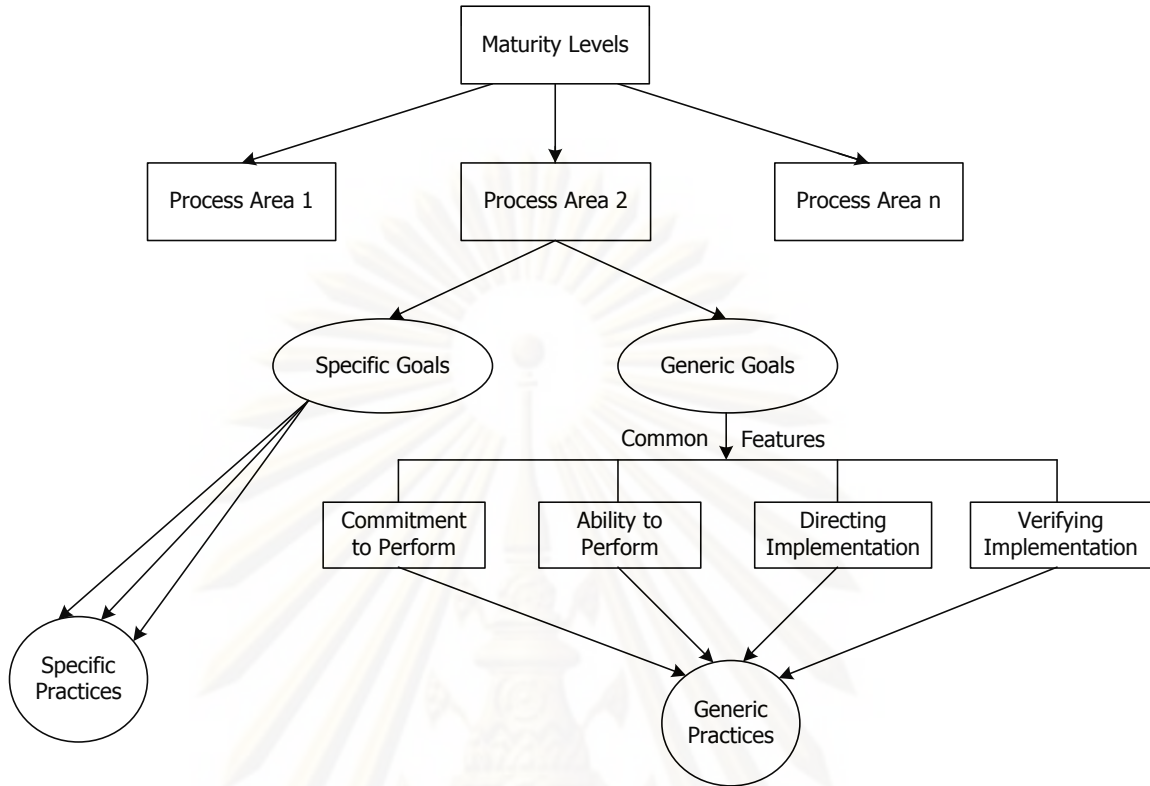 Maturity Levels
Process Area 1
Process Area 2
Process Area n
Specific Goals
Generic Goals
Common Features
Commitment
to Perform
Ability to
Perform
Directing
Implementation
Verifying
Implementation
Specific
Practices
Generic
Practices